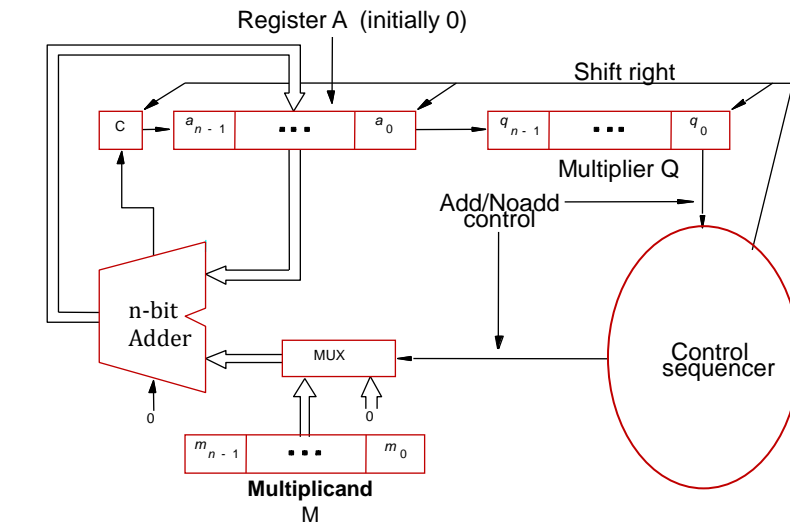 Register A (initially 0)
Shift right
C
a n - 1
a 0
q n - 1
q 0
Multiplier Q
Add/Noadd
control
n-bit
Adder
MUX
Control
sequencer
0
0
m n - 1
m 0
Multiplicand
M